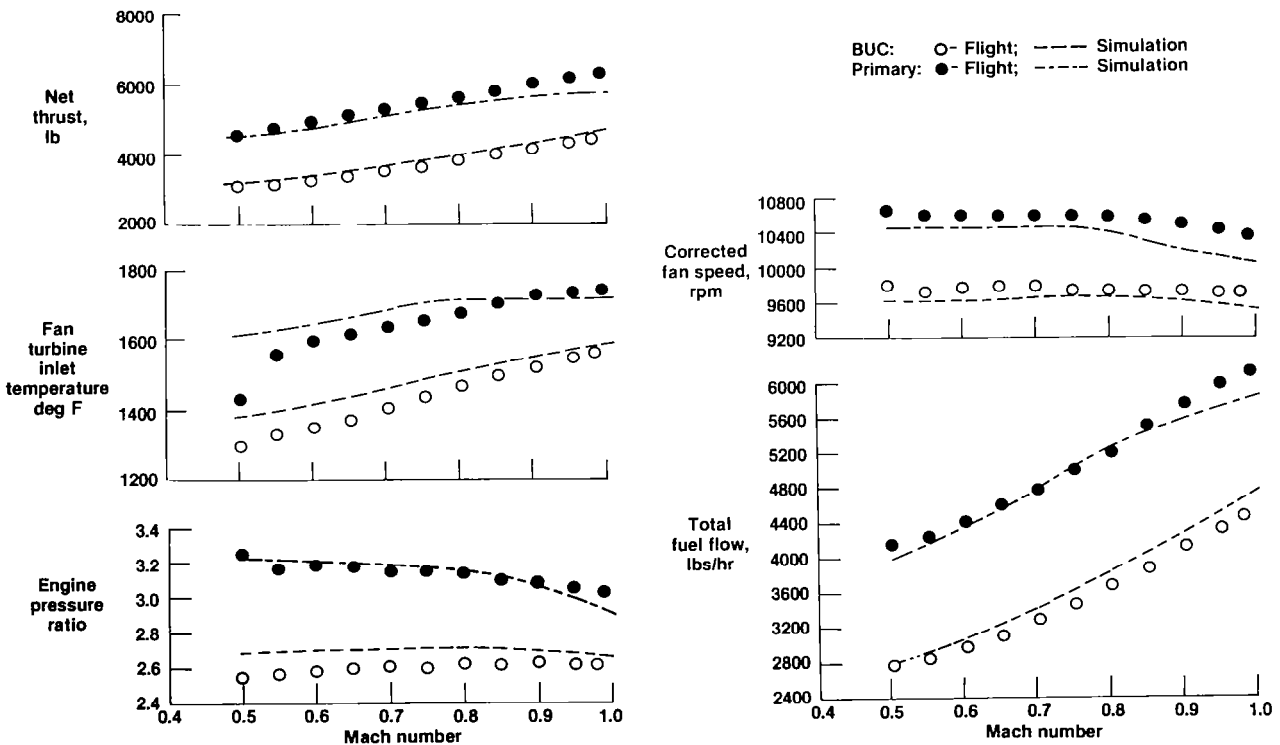 BUC: Flight; Simulation
Primary: Flight; Simulation
8000
6000
4000
2000
Net
thrust,
lb
1800
1600
1400
1200
Fan
turbine
inlet
temperature
deg F
3.4
3.2
3.0
2.8
2.6
2.4
Engine
pressure
ratio
0.4 0.5 0.6 0.7 0.8 0.9 1.0
Mach number
10800
10400
10000
9600
9200
Corrected
fan speed,
rpm
6000
5600
5200
4800
4400
4000
3600
3200
2800
2400
Total
fuel flow,
lbs/hr
0.4 0.5 0.6 0.7 0.8 0.9 1.0
Mach number